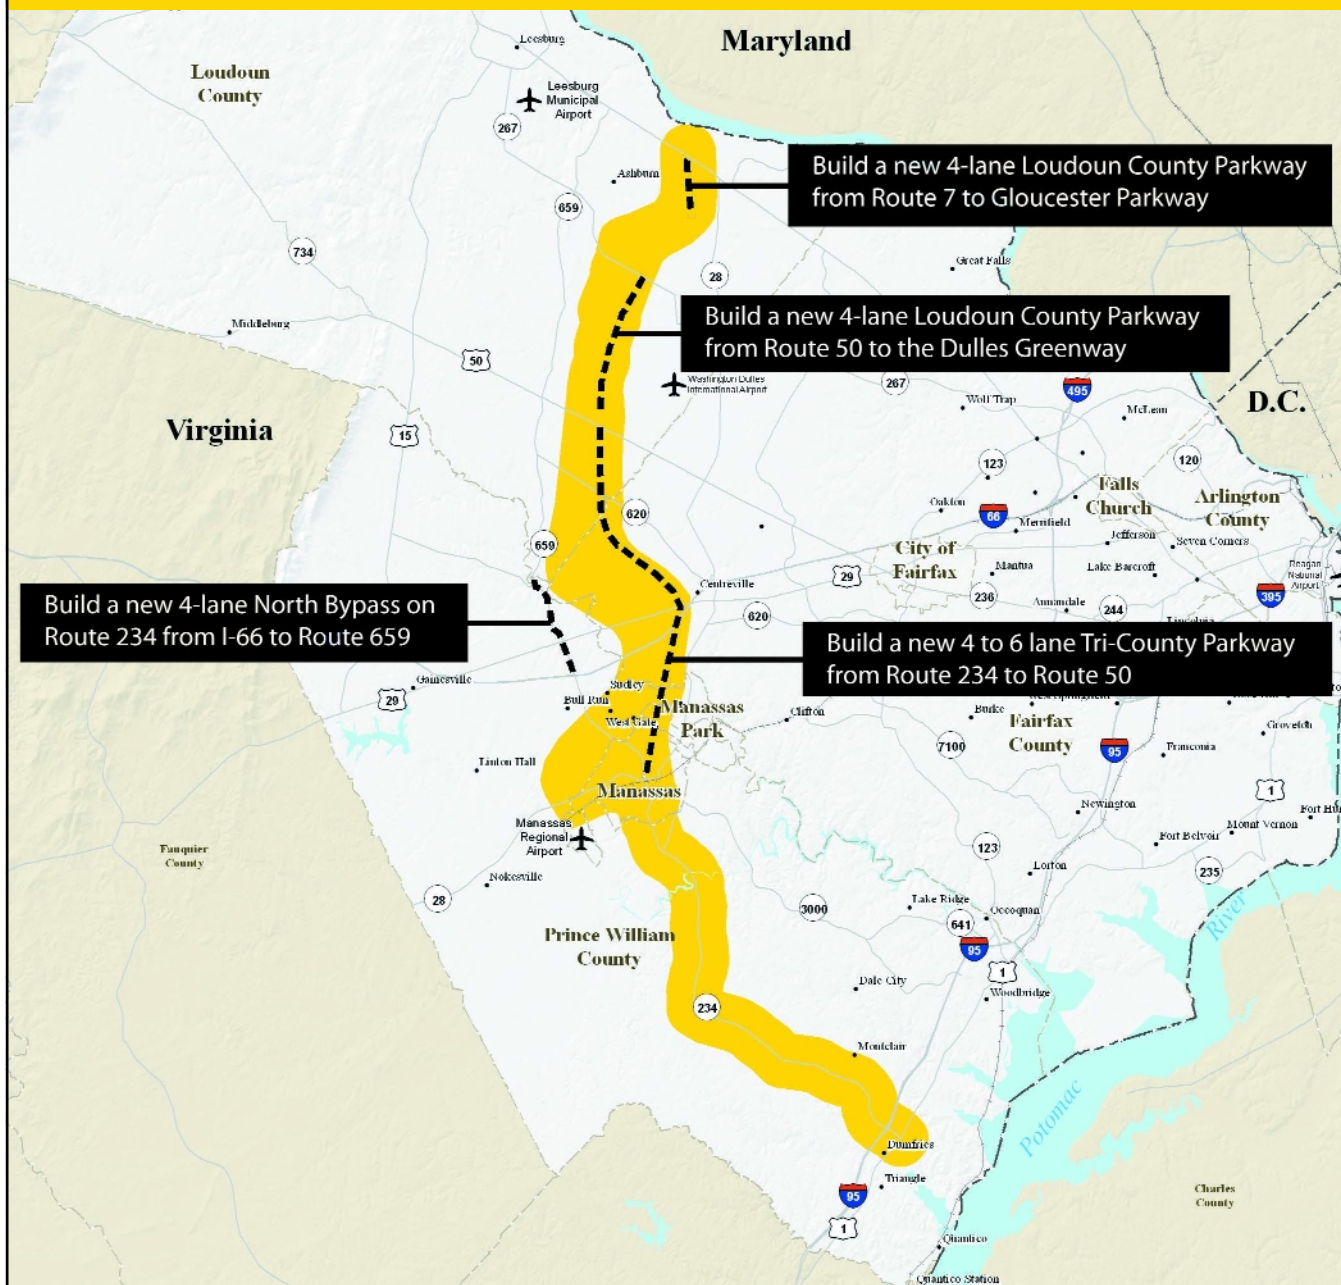 Maryland
Leesburg
Loudoun
County
Leesburg
Municipal
Airport
267
Ashburn
Build a new 4-lane Loudoun County Parkway
from Route 7 to Gloucester Parkway
659
734
28
Great Falls
Middleburg
Build a new 4-lane Loudoun County Parkway
from Route 50 to the Dulles Greenway
50
Washington Dulles
International Airport
267
495
Wolf Trap
McLean
D.C.
Virginia
15
123
120
Falls
Church
Arlington
County
Oakton
66
Merrifield
620
659
City of
Fairfax
Jefferson
Seven Corners
Mantua
Lake Barcroft
Reagan
National
Airport
29
Centreville
236
Annandale
244
395
Build a new 4-lane North Bypass on
Route 234 from I-66 to Route 659
620
Build a new 4 to 6 lane Tri-County Parkway
from Route 234 to Route 50
Gainesville
29
Sudley
Bull Run
West Gate
Manassas
Park
Clifton
Burke
Fairfax
County
7100
95
Groveton
Franconia
Linton Hall
Manassas
1
Newington
Mount Vernon
Fort Belvoir
Manassas
Regional
Airport
Fauquier
County
123
Lorton
235
Nokesville
28
3000
Lake Ridge
Occoquan
641
95
River
Prince William
County
1
Dale City
Woodbridge
234
Montclair
Potomac
Dumfries
Triangle
95
1
Charles
County
Quantico
Quantico Station